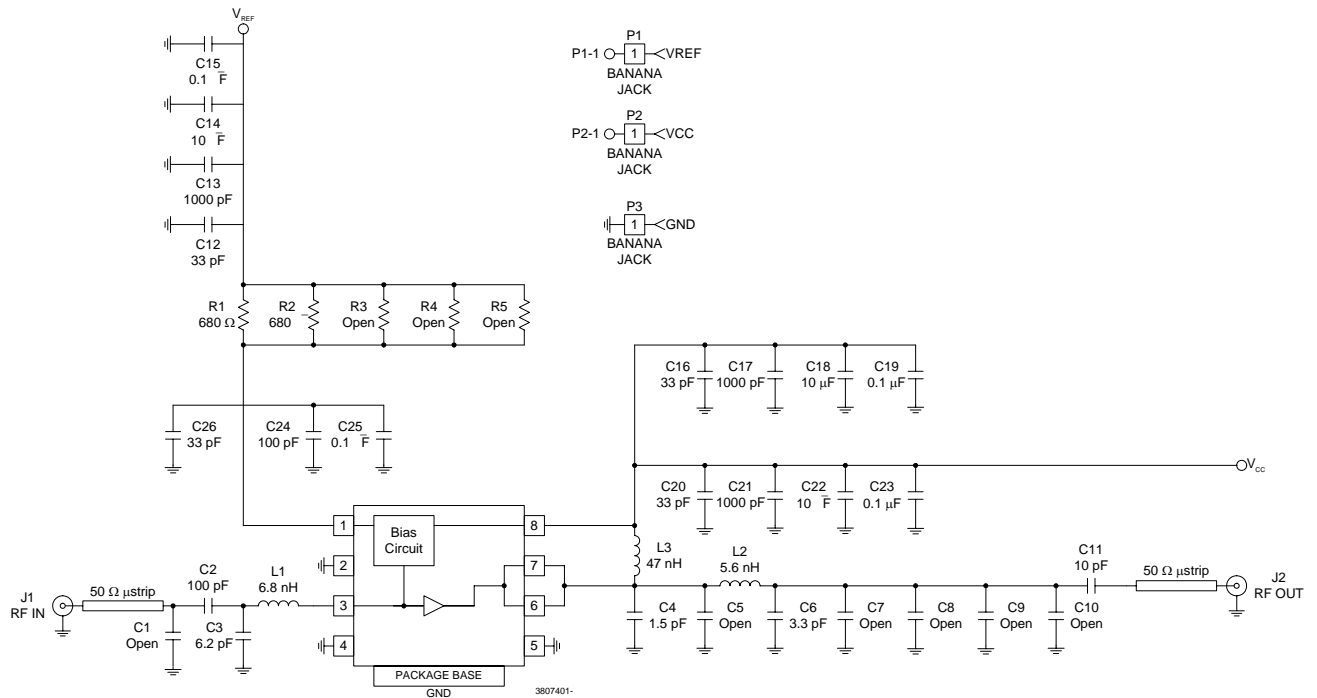 V REF
C15
0.1 F̅
C14
10 F̅
C13
1000 pF
C12
33 pF
P1
P1-1 1 VREF
BANANA
JACK
P2
P2-1 1 VCC
BANANA
JACK
P3
1 GND
BANANA
JACK
R1
680 Ω
R2
680 –
R3
Open
R4
Open
R5
Open
C26
33 pF
C24
100 pF
C25
0.1 F̅
C16
33 pF
C17
1000 pF
C18
10 µF
C19
0.1 µF
C20
33 pF
C21
1000 pF
C22
10 F̅
C23
0.1 µF
V CC
1
Bias
Circuit
8
2
7
3
6
4
5
PACKAGE BASE
GND
3807401-
J1
RF IN
50 Ω µstrip
C1
Open
C2
100 pF
C3
6.2 pF
L1
6.8 nH
L3
47 nH
L2
5.6 nH
C4
1.5 pF
C5
Open
C6
3.3 pF
C7
Open
C8
Open
C9
Open
C10
Open
C11
10 pF
50 Ω µstrip
J2
RF OUT